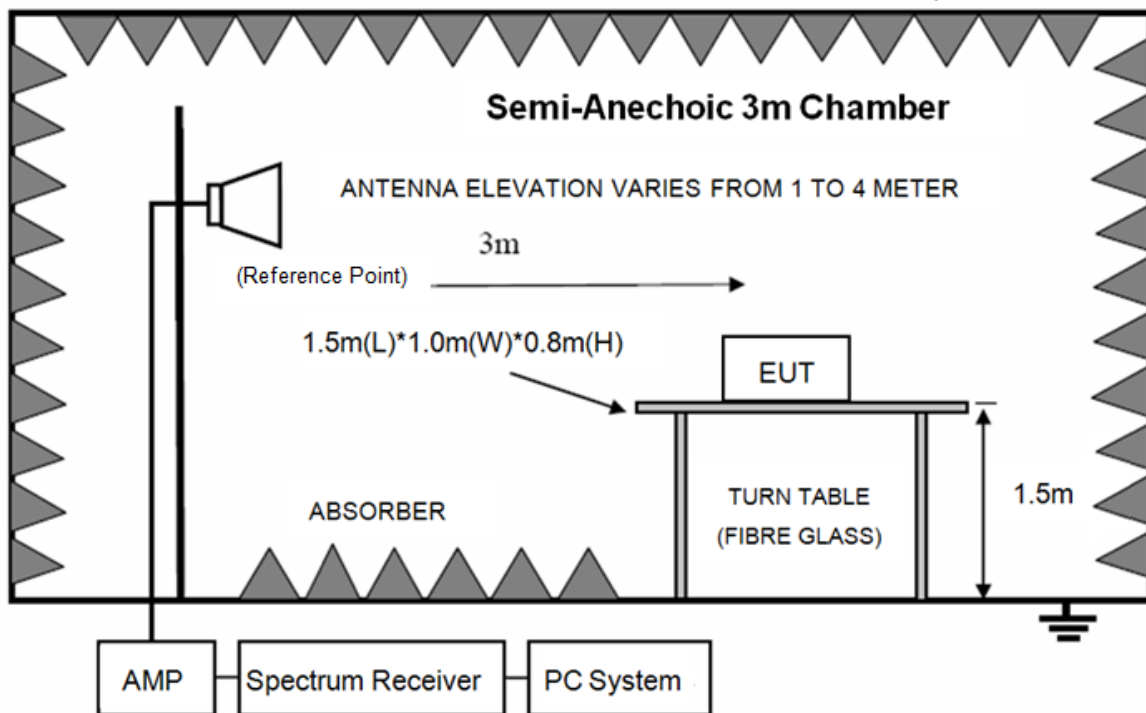 Semi-Anechoic 3m Chamber
ANTENNA ELEVATION VARIES FROM 1 TO 4 METER
3m
(Reference Point)
1.5m(L)*1.0m(W)*0.8m(H)
EUT
ABSORBER
TURN TABLE
(FIBRE GLASS)
1.5m
AMP
Spectrum Receiver
PC System